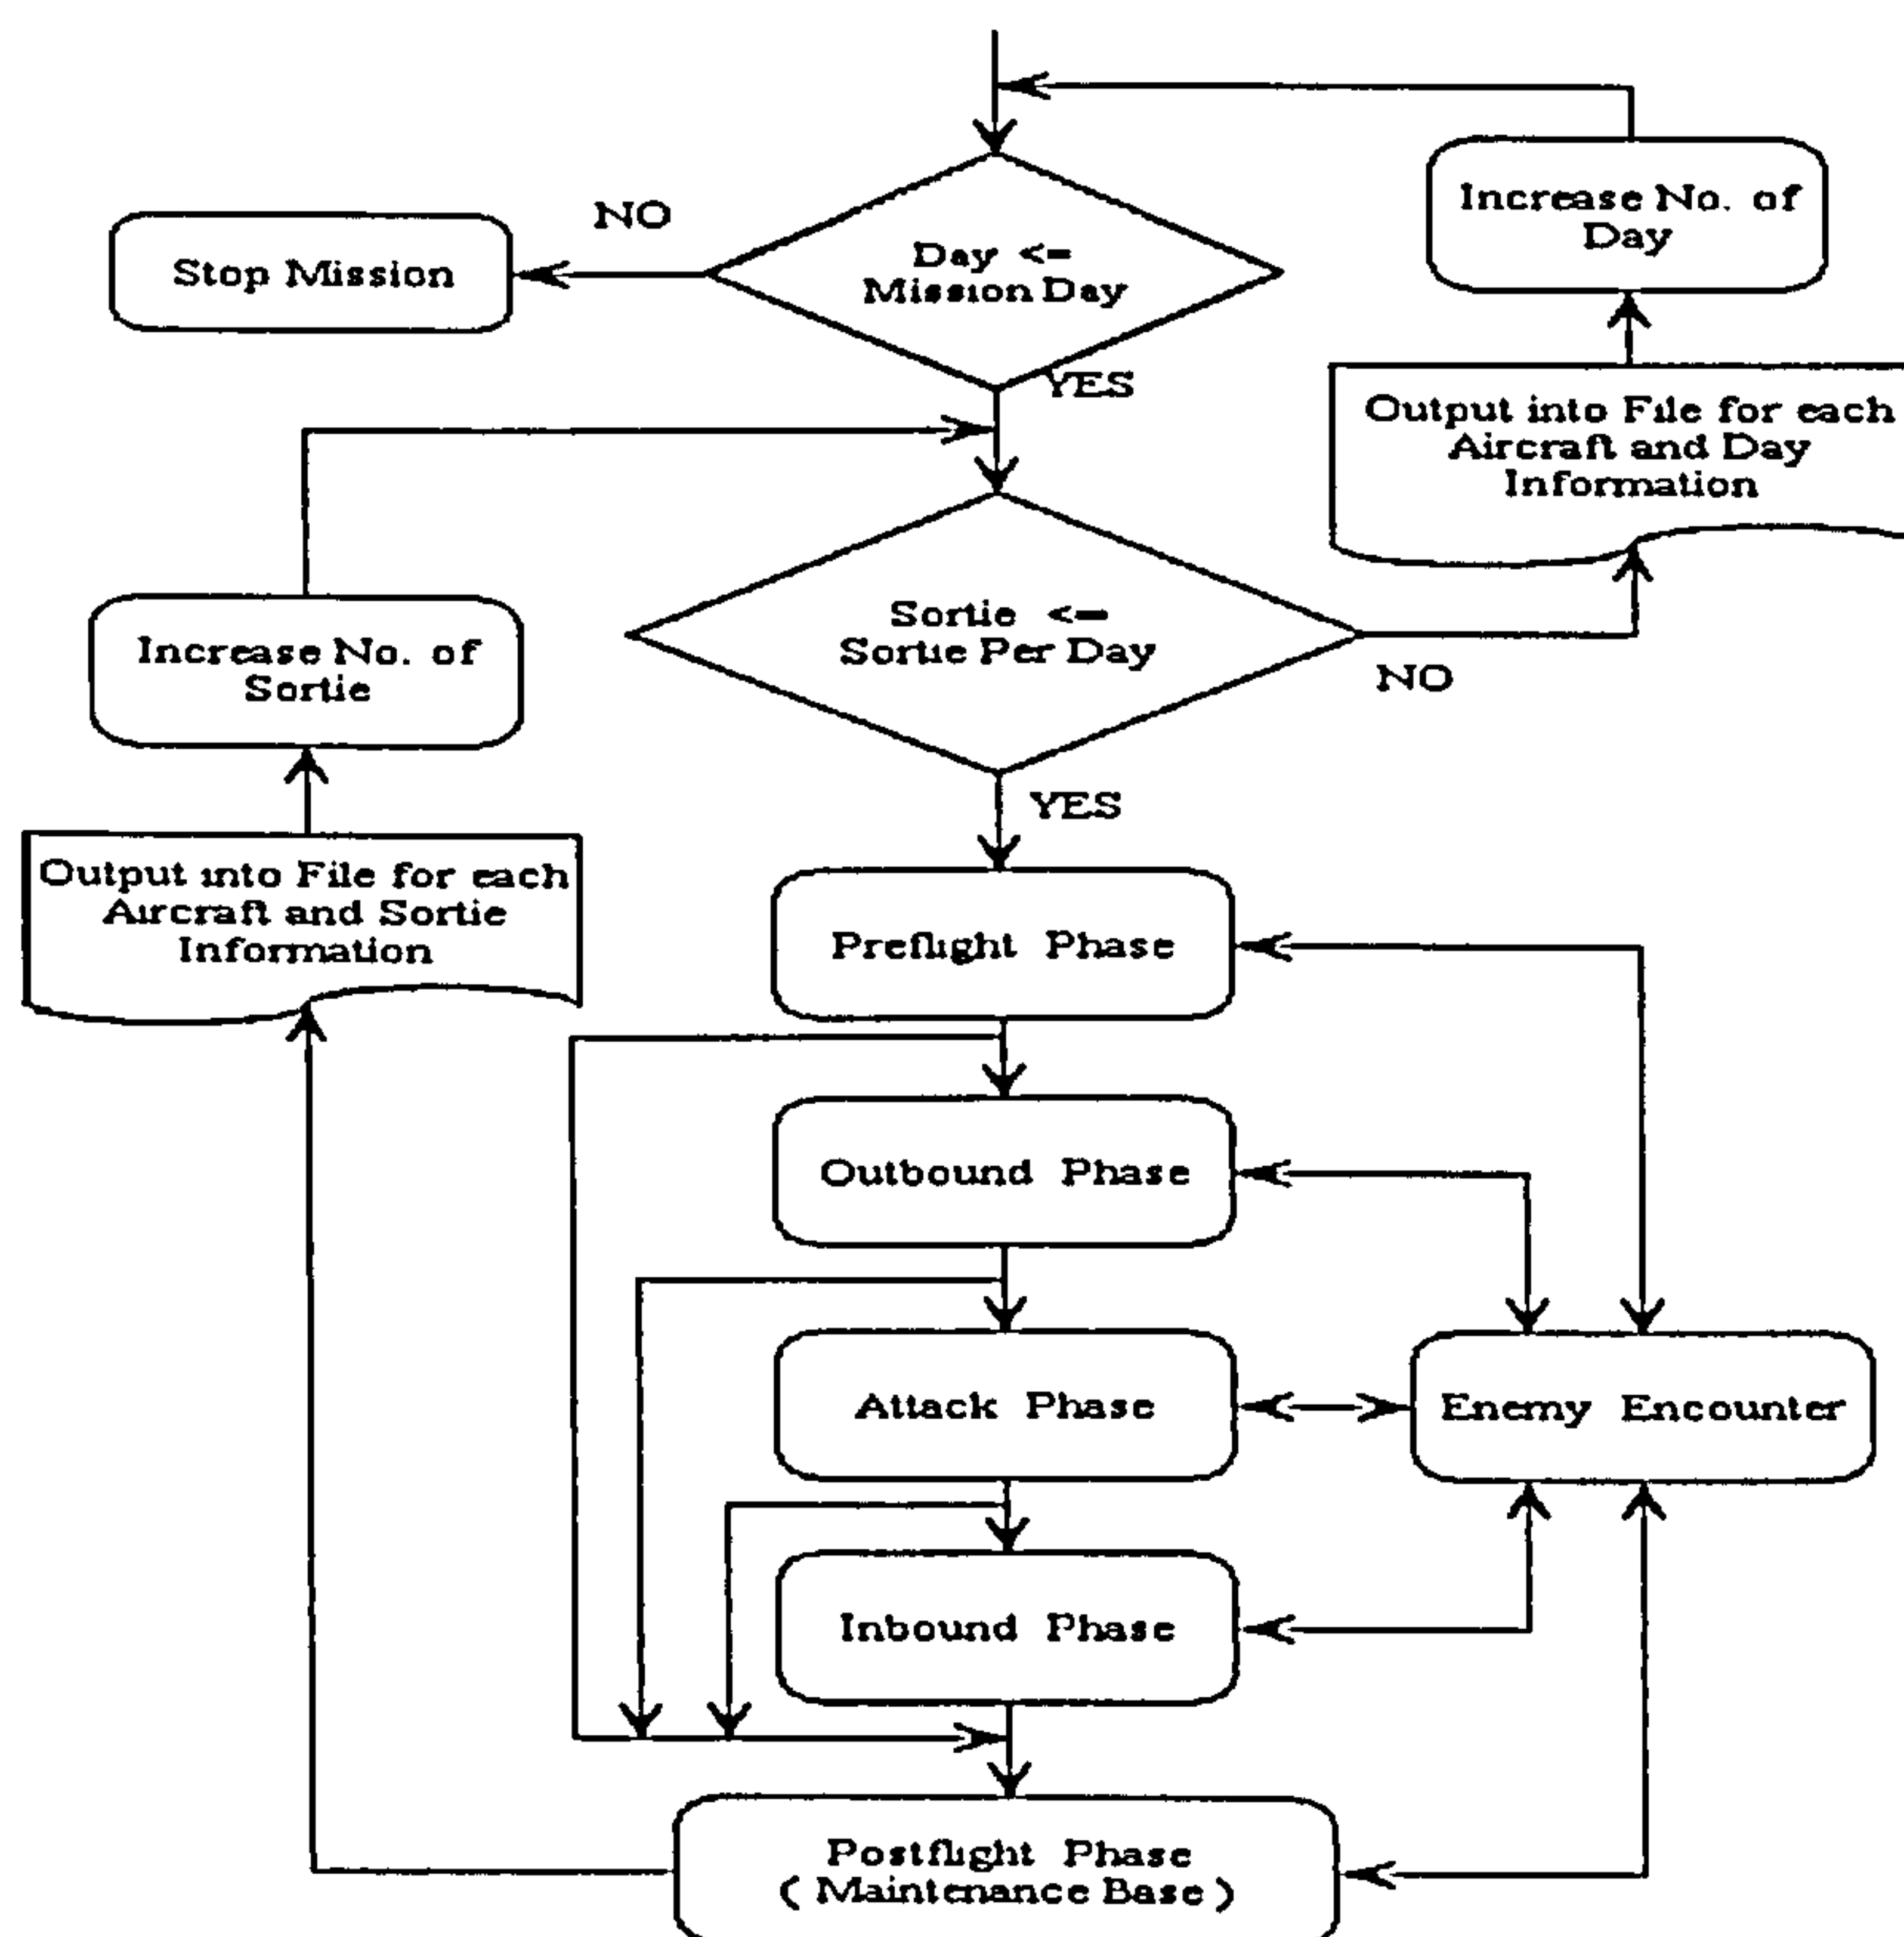 Increase No. of
Day
NO
Stop Mission
Day <=
Mission Day
YES
Output into File for each
Aircraft and Day
Information
Increase No. of
Sortie
Sortie <=
Sortie Per Day
NO
YES
Output into File for each
Aircraft and Sortie
Information
Preflight Phase
Outbound Phase
Attack Phase
Enemy Encounter
Inbound Phase
Postflight Phase
( Maintenance Base )